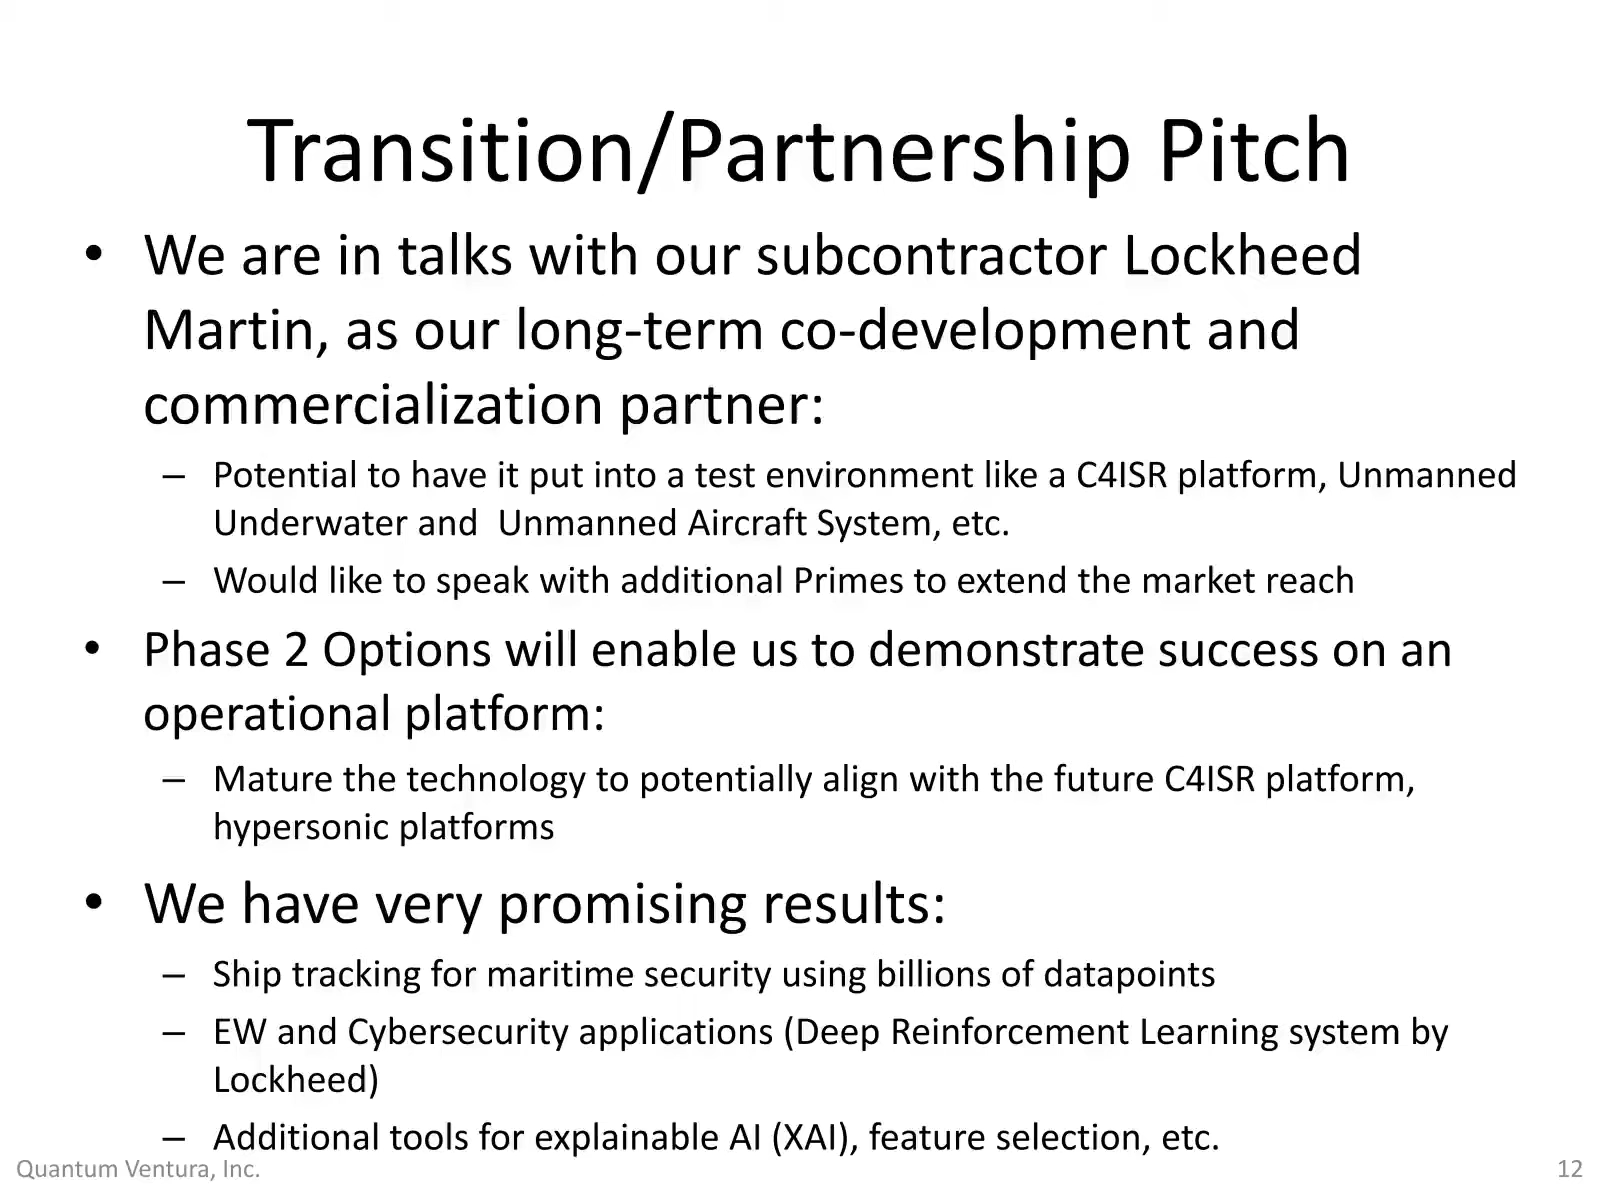 Transition/Partnership Pitch
• We are in talks with our subcontractor Lockheed
Martin, as our long-term co-development and
commercialization partner:
– Potential to have it put into a test environment like a C4ISR platform, Unmanned
Underwater and  Unmanned Aircraft System, etc.
– Would like to speak with additional Primes to extend the market reach
• Phase 2 Options will enable us to demonstrate success on an
operational platform:
– Mature the technology to potentially align with the future C4ISR platform,
hypersonic platforms
• We have very promising results:
– Ship tracking for maritime security using billions of datapoints
– EW and Cybersecurity applications (Deep Reinforcement Learning system by
Lockheed)
– Additional tools for explainable AI (XAI), feature selection, etc.
Quantum Ventura, Inc.
12